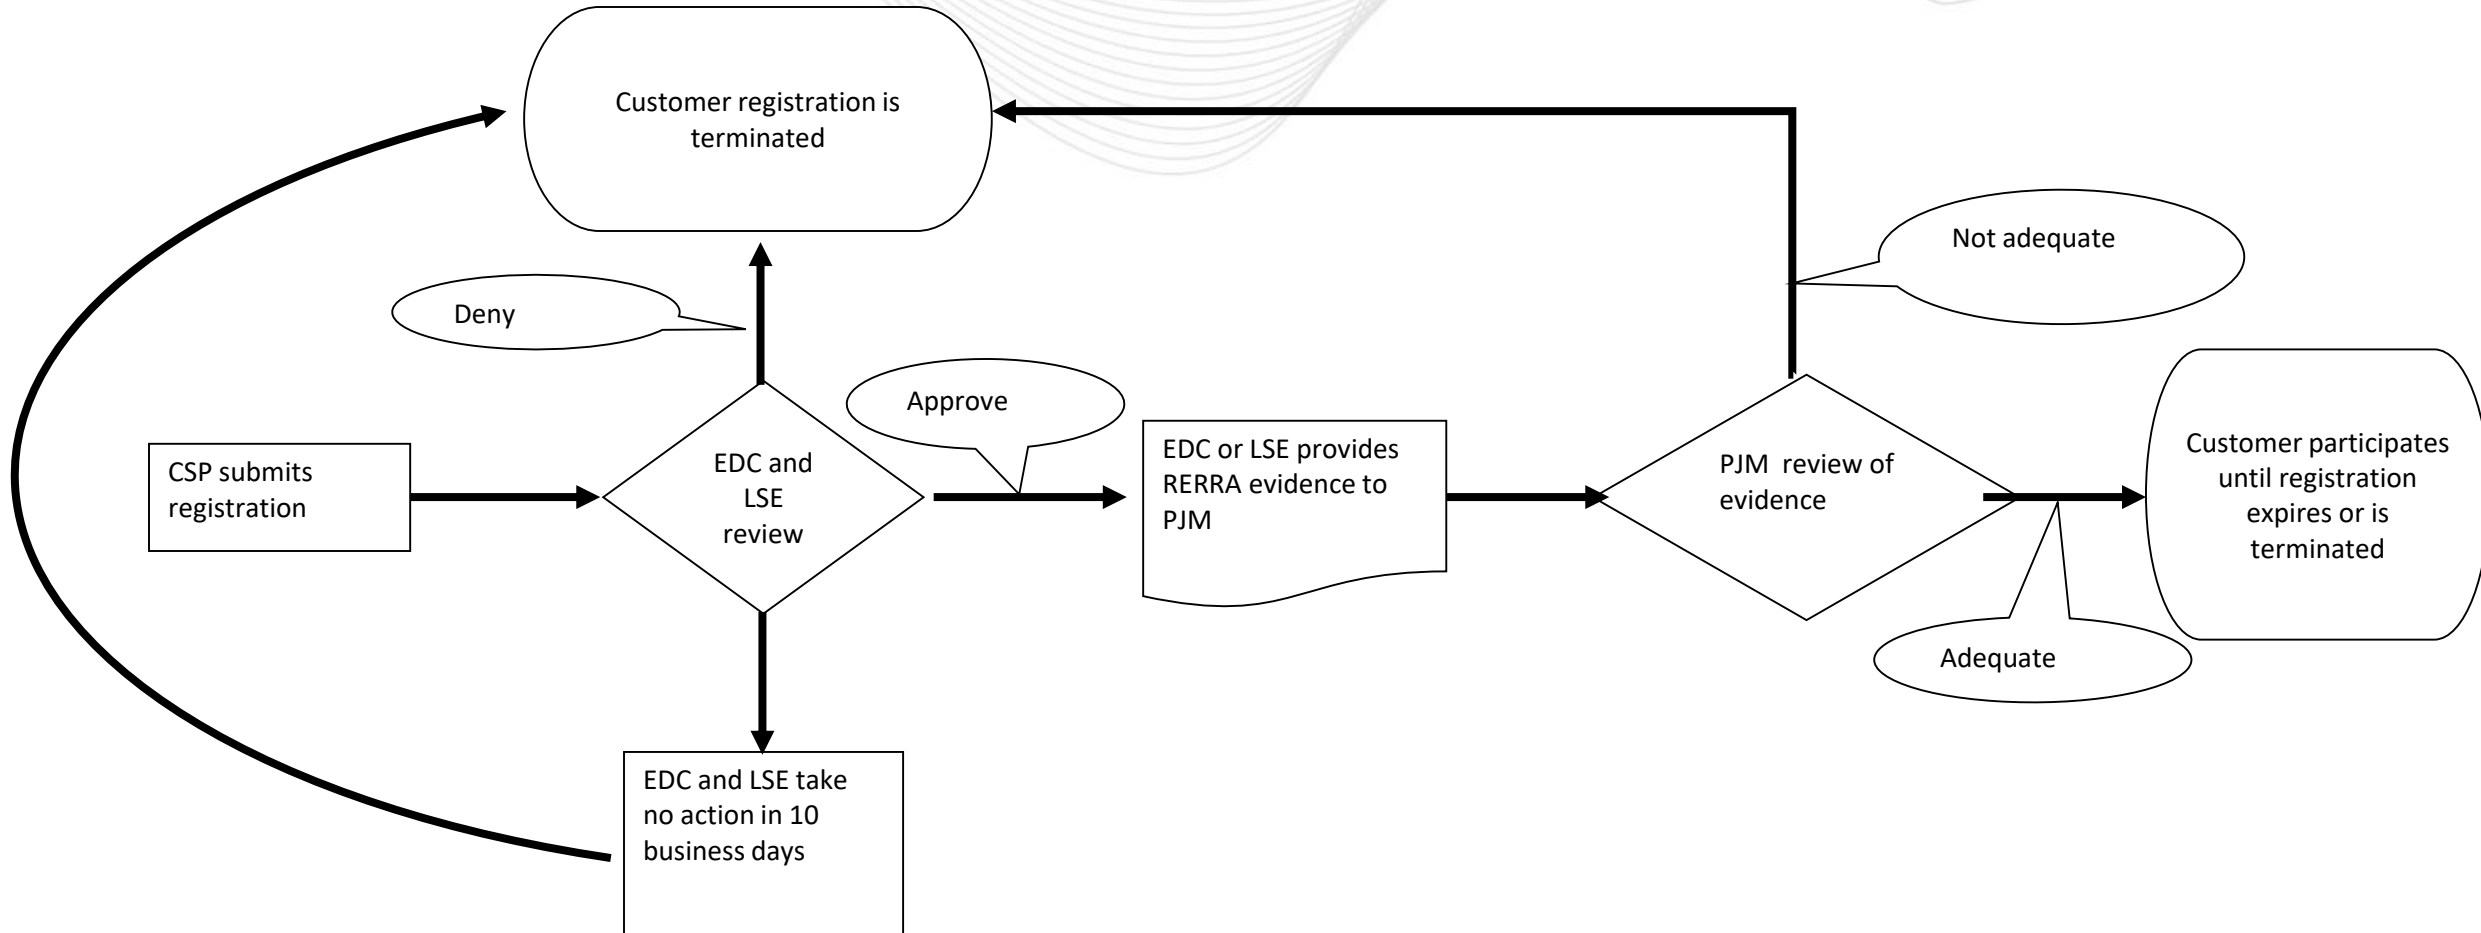 Customer registration is
terminated
Not adequate
Deny
Approve
CSP submits
registration
EDC and
LSE
review
EDC or LSE provides
RERRA evidence to
PJM
PJM  review of
evidence
Customer participates
until registration
expires or is
terminated
Adequate
EDC and LSE take
no action in 10
business days